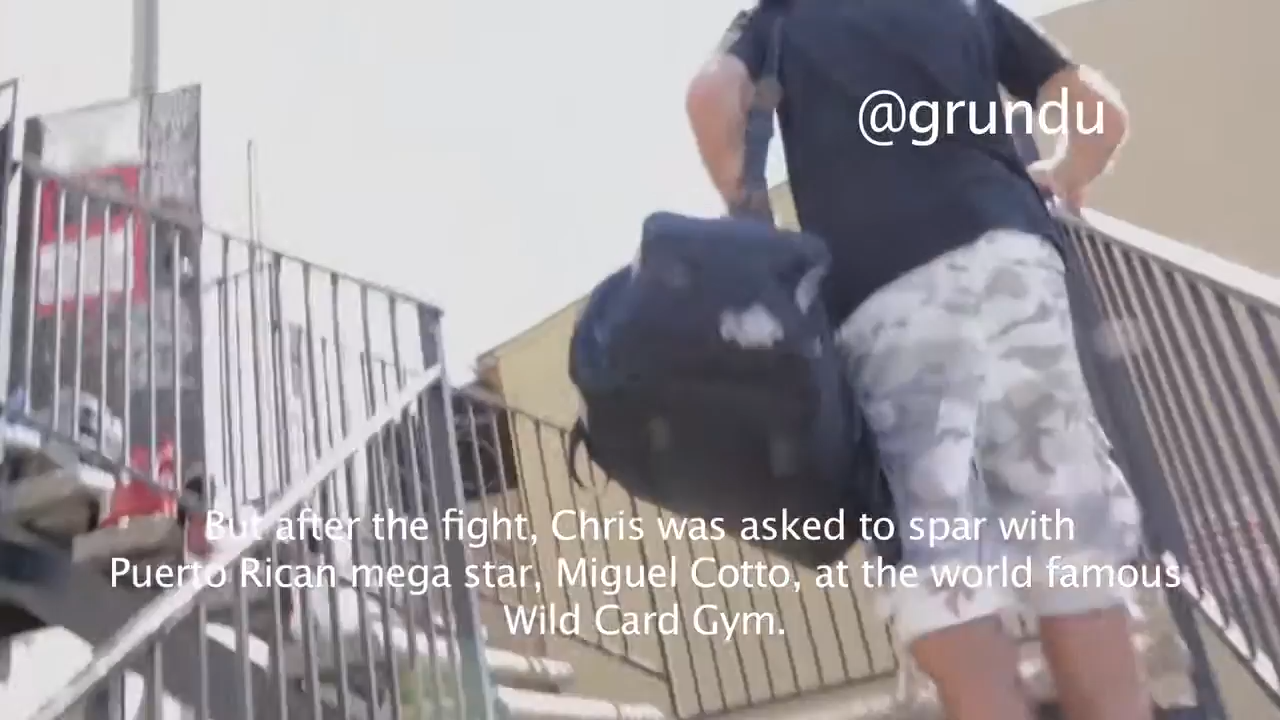 @grundu
But after the fight, Chris was asked to spar with
Puerto Rican mega star, Miguel Cotto, at the world famous
Wild Card Gym.